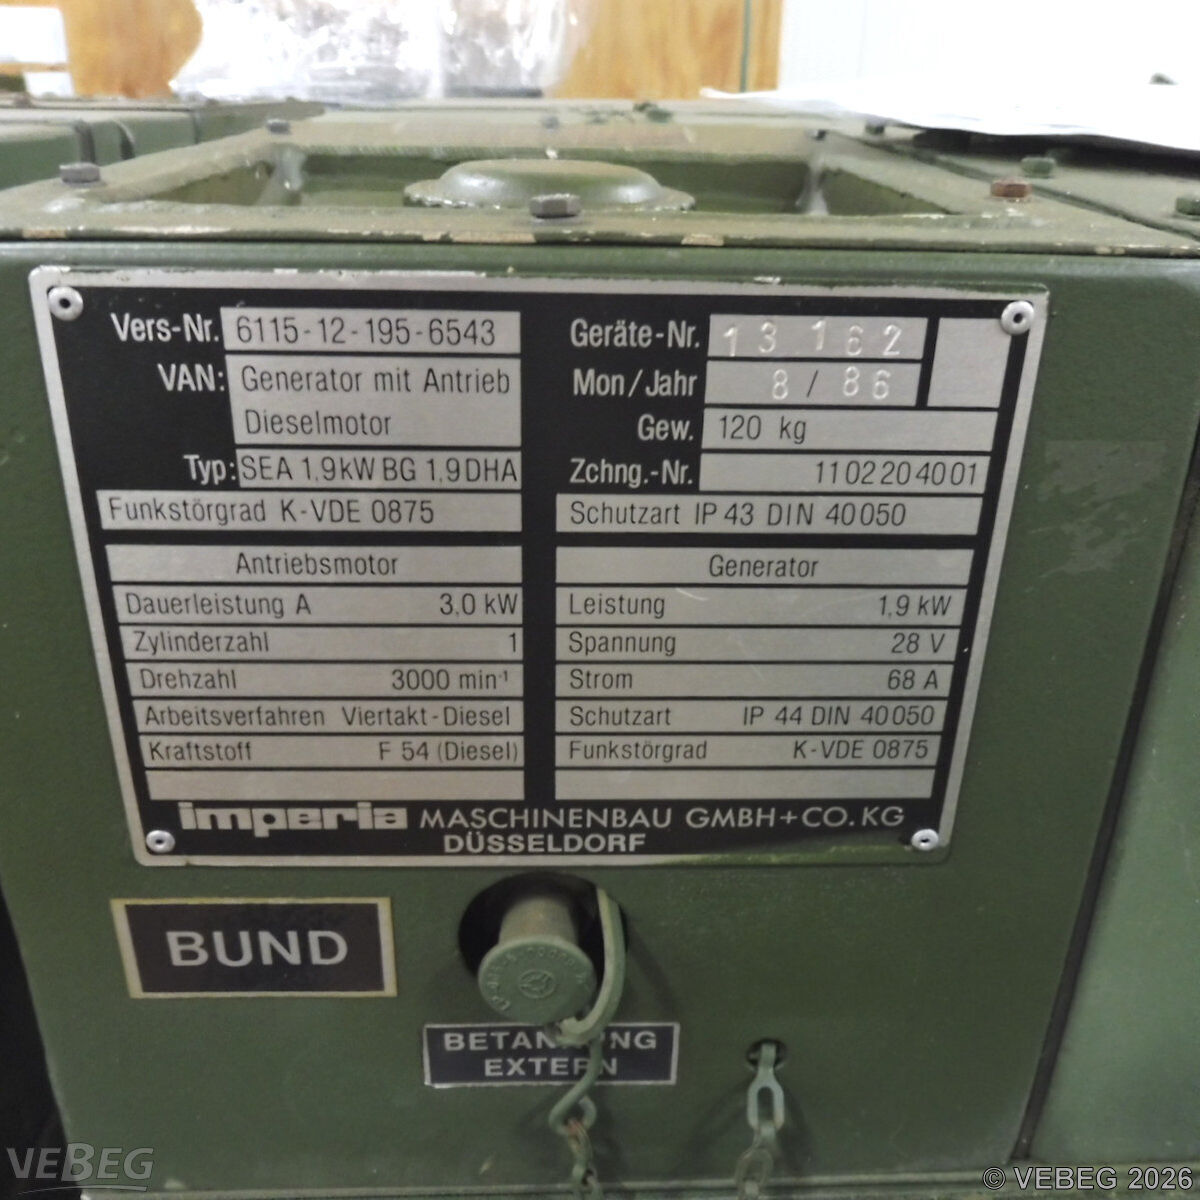 Vers-Nr. 6115-12-195-6543
VAN: Generator mit Antrieb
Dieselmotor
Typ: SEA 1,9kW BG 1,9DHA
Funkstörgrad K-VDE 0875
Geräte-Nr. 13 162
Mon/Jahr 8 / 86
Gew. 120 kg
Zchng.-Nr. 1102204001
Schutzart IP 43 DIN 40050
Antriebsmotor
Dauerleistung A 3,0 kW
Zylinderzahl 1
Drehzahl 3000 min-1
Arbeitsverfahren Viertakt-Diesel
Kraftstoff F 54 (Diesel)
Generator
Leistung 1,9 kW
Spannung 28 V
Strom 68 A
Schutzart IP 44 DIN 40050
Funkstörgrad K-VDE 0875
imperia MASCHINENBAU GMBH+CO.KG
DÜSSELDORF
BUND
BETANKUNG
EXTERN
VEBEG
© VEBEG 2026